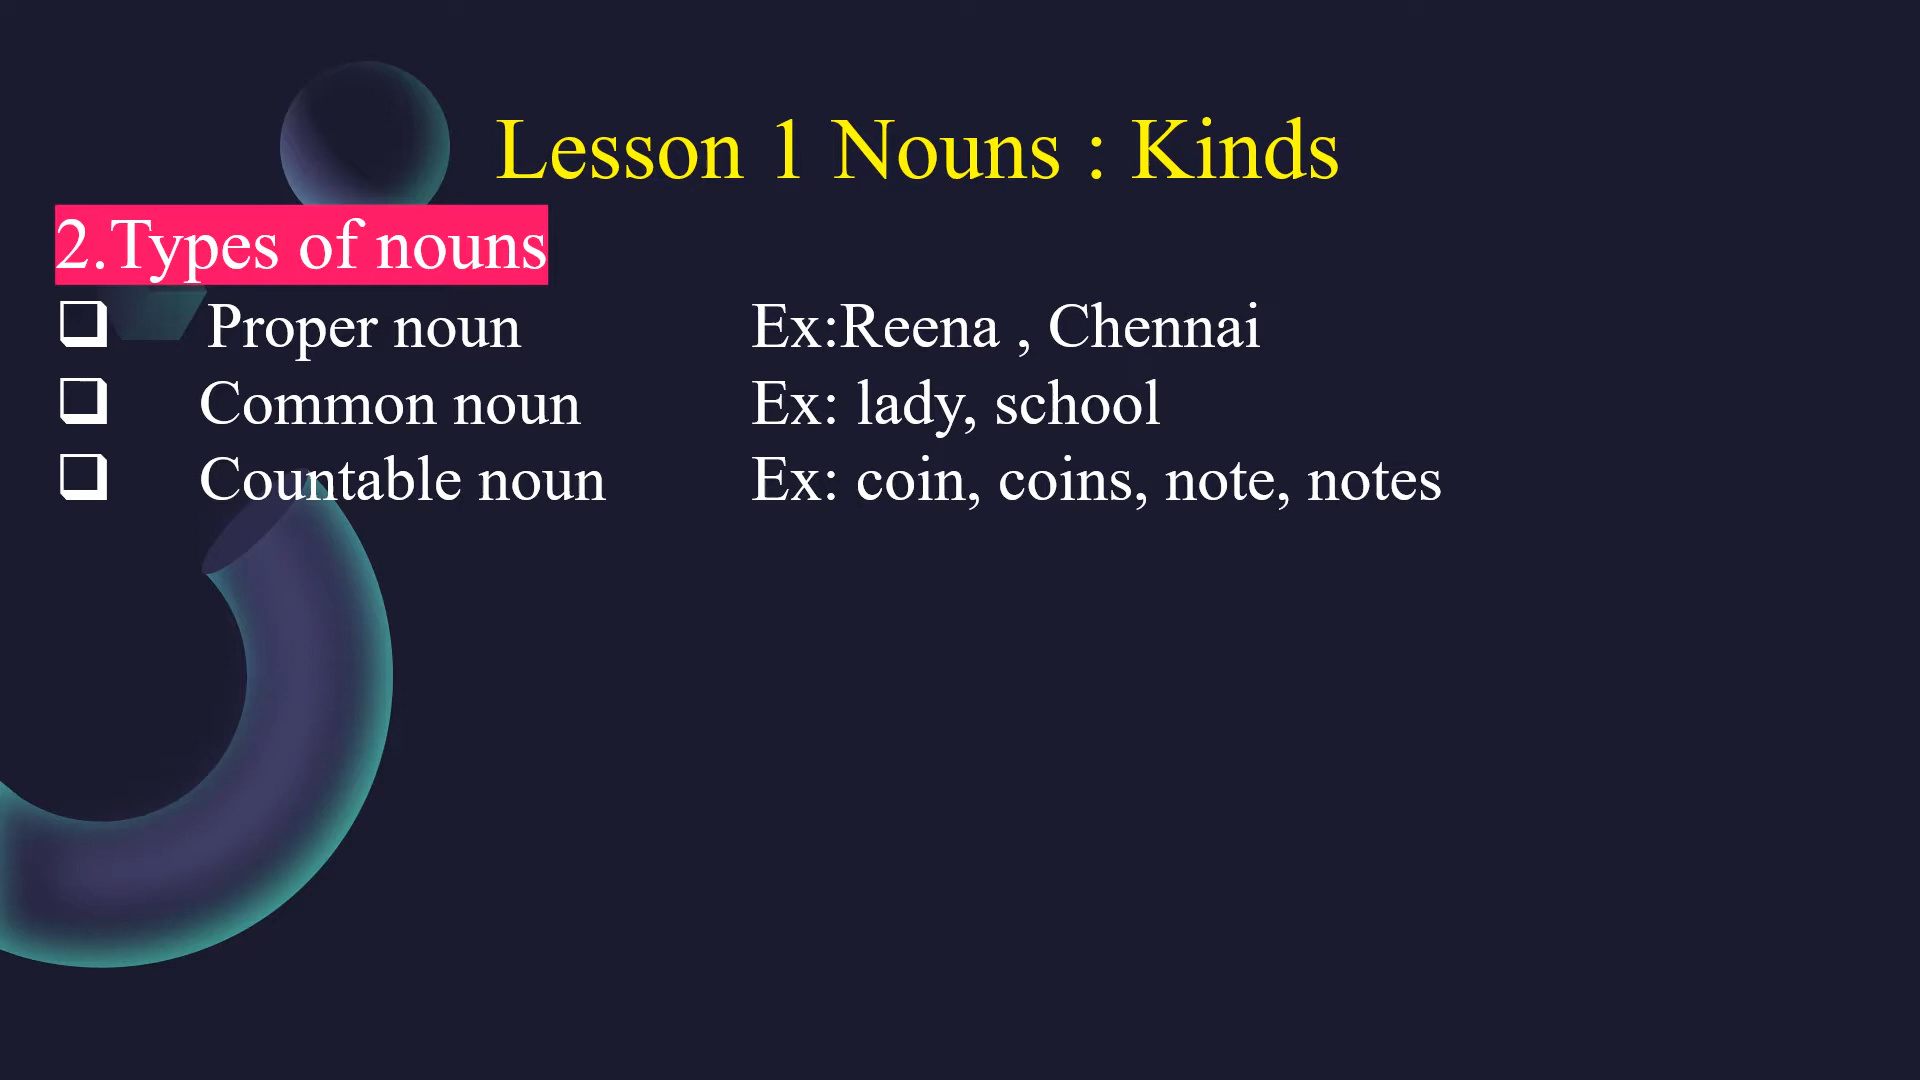 Lesson 1 Nouns : Kinds
2.Types of nouns
❑ Proper noun Ex:Reena , Chennai
❑ Common noun Ex: lady, school
❑ Countable noun Ex: coin, coins, note, notes